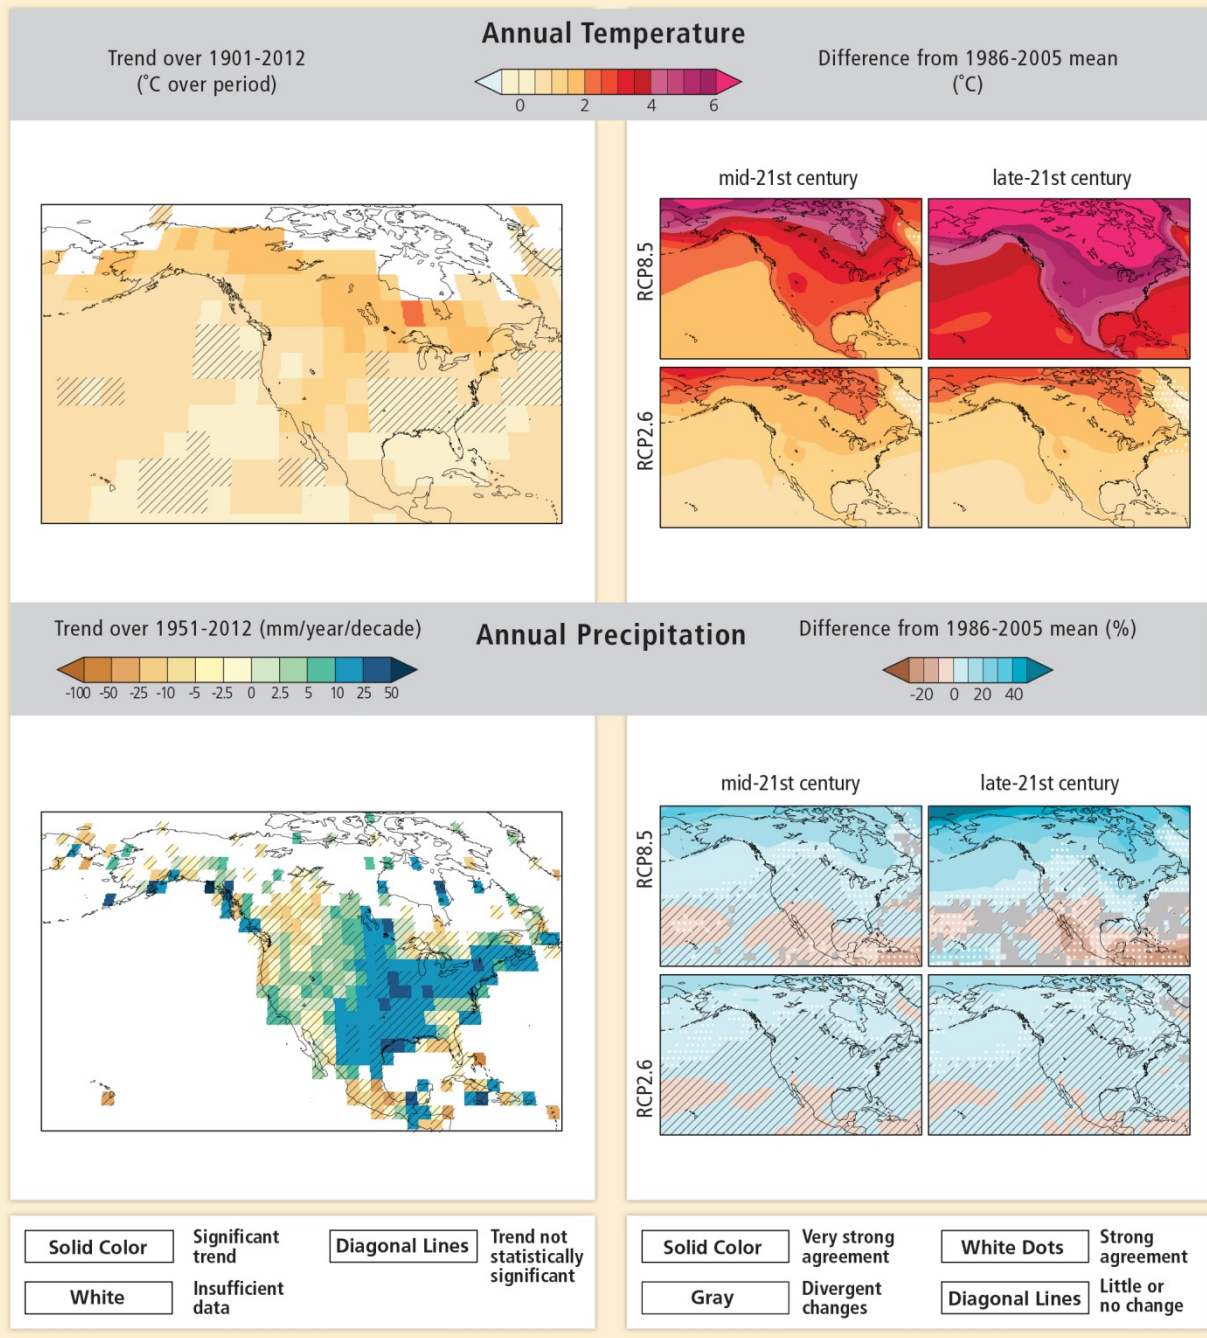 Annual Temperature
Trend over 1901-2012
(˚C over period)
0 2 4 6
Difference from 1986-2005 mean
(˚C)
mid-21st century
late-21st century
RCP8.5
RCP2.6
Annual Precipitation
Trend over 1951-2012 (mm/year/decade)
-100 -50 -25 -10 -5 -2.5 0 2.5 5 10 25 50
Difference from 1986-2005 mean (%)
-20 0 20 40
mid-21st century
late-21st century
RCP8.5
RCP2.6
Solid Color
Significant
trend
Diagonal Lines
Trend not
statistically
significant
White
Insufficient
data
Solid Color
Very strong
agreement
White Dots
Strong
agreement
Gray
Divergent
changes
Diagonal Lines
Little or
no change